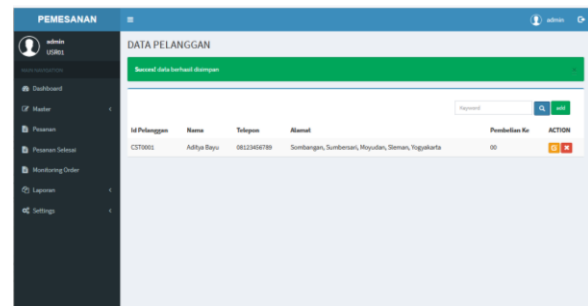 PEMESANAN
admin
admin
USR01
MAIN NAVIGATION
Dashboard
Master
Pesanan
Pesanan Selesai
Monitoring Order
Laporan
Settings
DATA PELANGGAN
Succes! data berhasil disimpan
Keyword
add
Id Pelanggan Nama Telepon Alamat Pembelian Ke ACTION
CST0001 Aditya Bayu 08123456789 Sombangan, Sumbersari, Moyudan, Sleman, Yogyakarta 00